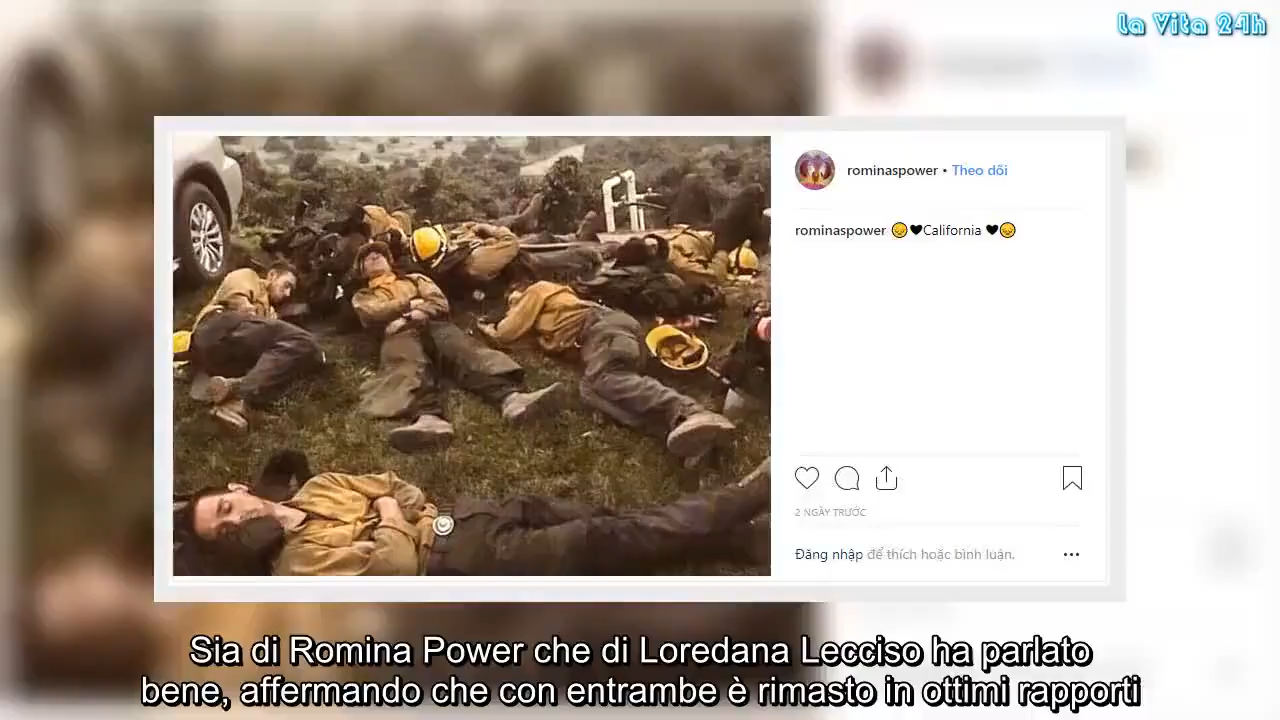 la Vita 24h
rominaspower • Theo dõi
rominaspower 😞🖤California 🖤😞
2 NGÀY TRƯỚC
Đăng nhập để thích hoặc bình luận.
Sia di Romina Power che di Loredana Lecciso ha parlato
bene, affermando che con entrambe è rimasto in ottimi rapporti